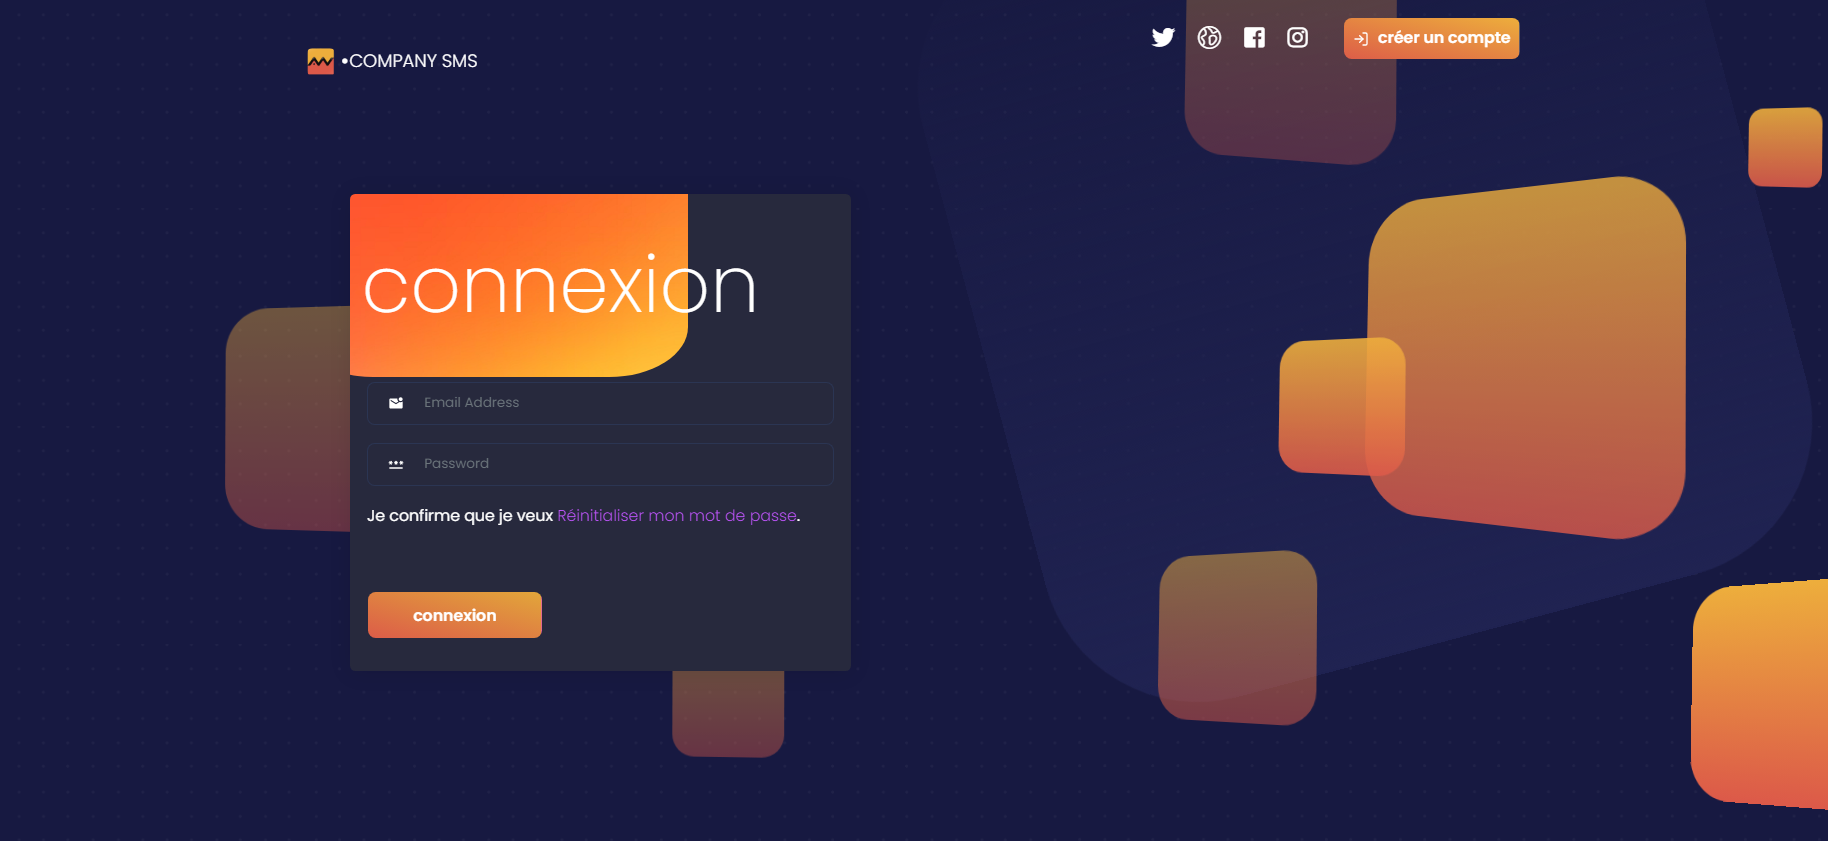 •COMPANY SMS
créer un compte
connexion
Email Address
Password
Je confirme que je veux Réinitialiser mon mot de passe.
connexion